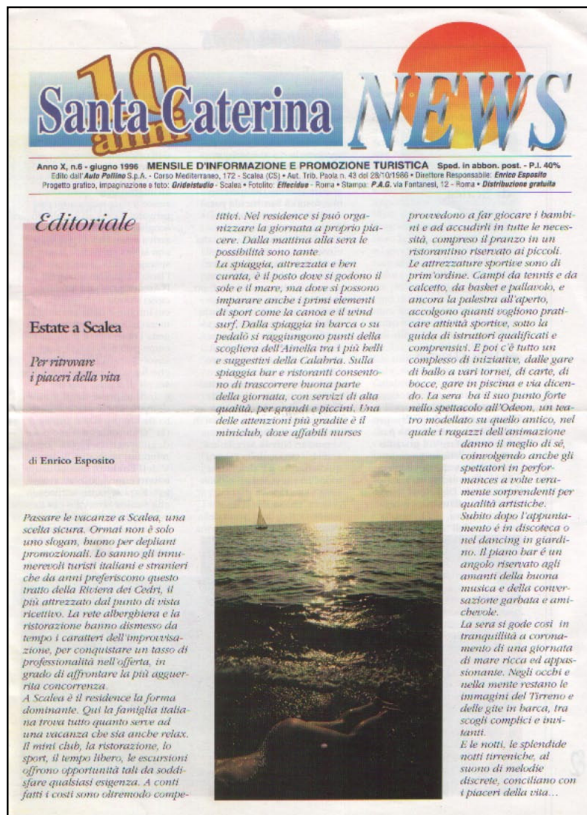 10
anni
Santa Caterina
NEWS
Anno X, n.6 - giugno 1996 MENSILE D'INFORMAZIONE E PROMOZIONE TURISTICA Sped. in abbon. post. - P.I. 40%
Edito dall'Auto Pollino S.p.A. - Corso Mediterraneo, 172 - Scalea (CS) • Aut. Trib. Paola n. 43 del 28/10/1986 • Direttore Responsabile: Enrico Esposito
Progetto grafico, impaginazione e foto: Grideistudio - Scalea • Fotolito: Effecidue - Roma • Stampa: P.A.G. via Fontanesi, 12 - Roma • Distribuzione gratuita
Editoriale
Estate a Scalea
Per ritrovare
i piaceri della vita
di Enrico Esposito
Passare le vacanze a Scalea, una
scelta sicura. Ormai non è solo
uno slogan, buono per depliant
promozionali. Lo sanno gli innu-
merevoli turisti italiani e stranieri
che da anni preferiscono questo
tratto della Riviera dei Cedri, il
più attrezzato dal punto di vista
ricettivo. La rete alberghiera e la
ristorazione hanno dismesso da
tempo i caratteri dell'improvvisa-
zione, per conquistare un tasso di
professionalità nell'offerta, in
grado di affrontare la più agguer-
rita concorrenza.
A Scalea è il residence la forma
dominante. Qui la famiglia italia-
na trova tutto quanto serve ad
una vacanza che sia anche relax.
Il mini club, la ristorazione, lo
sport, il tempo libero, le escursioni
offrono opportunità tali da soddi-
sfare qualsiasi esigenza. A conti
fatti i costi sono oltremodo compe-
titivi. Nel residence si può orga-
nizzare la giornata a proprio pia-
cere. Dalla mattina alla sera le
possibilità sono tante
La spiaggia, attrezzata e ben
curata, è il posto dove si godono il
sole e il mare, ma dove si possono
imparare anche i primi elementi
di sport come la canoa e il wind
surf. Dalla spiaggia in barca o su
pedalò si raggiungono punti della
scogliera dell'Ainella tra i più belli
e suggestivi della Calabria. Sulla
spiaggia bar e ristoranti consento-
no di trascorrere buona parte
della giornata, con servizi di alta
qualità, per grandi e piccini. Una
delle attenzioni più gradite è il
miniclub, dove affabili nurses
provvedono a far giocare i bambi-
ni e ad accudirli in tutte le neces-
sità, compreso il pranzo in un
ristorantino riservato ai piccoli.
Le attrezzature sportive sono di
prim'ordine. Campi da tennis e da
calcetto, da basket e pallavolo, e
ancora la palestra all'aperto,
accolgono quanti vogliono prati-
care attività sportive, sotto la
guida di istruttori qualificati e
comprensivi. E poi c'è tutto un
complesso di iniziative, dalle gare
di ballo a vari tornei, di carte, di
bocce, gare in piscina e via dicen-
do. La sera ha il suo punto forte
nello spettacolo all'Odeon, un tea-
tro modellato su quello antico, nel
quale i ragazzi dell'animazione
danno il meglio di sé,
coinvolgendo anche gli
spettatori in perfor-
mances a volte vera-
mente sorprendenti per
qualità artistiche.
Subito dopo l'appunta-
mento è in discoteca o
nel dancing in giardi-
no. Il piano bar è un
angolo riservato agli
amanti della buona
musica e della conver-
sazione garbata e ami-
chevole.
La sera si gode così in
tranquillità a corona-
mento di una giornata
di mare ricca ed appas-
sionante. Negli occhi e
nella mente restano le
immagini del Tirreno e
delle gite in barca, tra
scogli complici e invi-
tanti.
E le notti, le splendide
notti tirreniche, al
suono di melodie
discrete, conciliano con
i piaceri della vita...